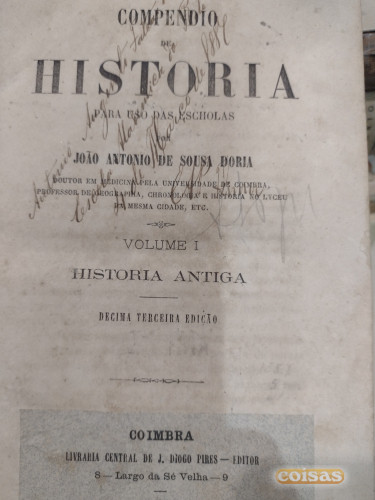 COMPENDIO
DE
HISTORIA
PARA USO DAS ESCHOLAS
JOÃO ANTONIO DE SOUSA DORIA
DOUTOR EM MEDICINA PELA UNIVERSIDADE DE COIMBRA,
PROFESSOR DE GEOGRAPHIA, CHRONOLOGIA E HISTORIA NO LYCEU
DA MESMA CIDADE, ETC.
VOLUME I
HISTORIA ANTIGA
DECIMA TERCEIRA EDIÇÃO
COIMBRA
LIVRARIA CENTRAL DE J. DIOGO PIRES — EDITOR
8 — Largo da Sé Velha — 9
coisas